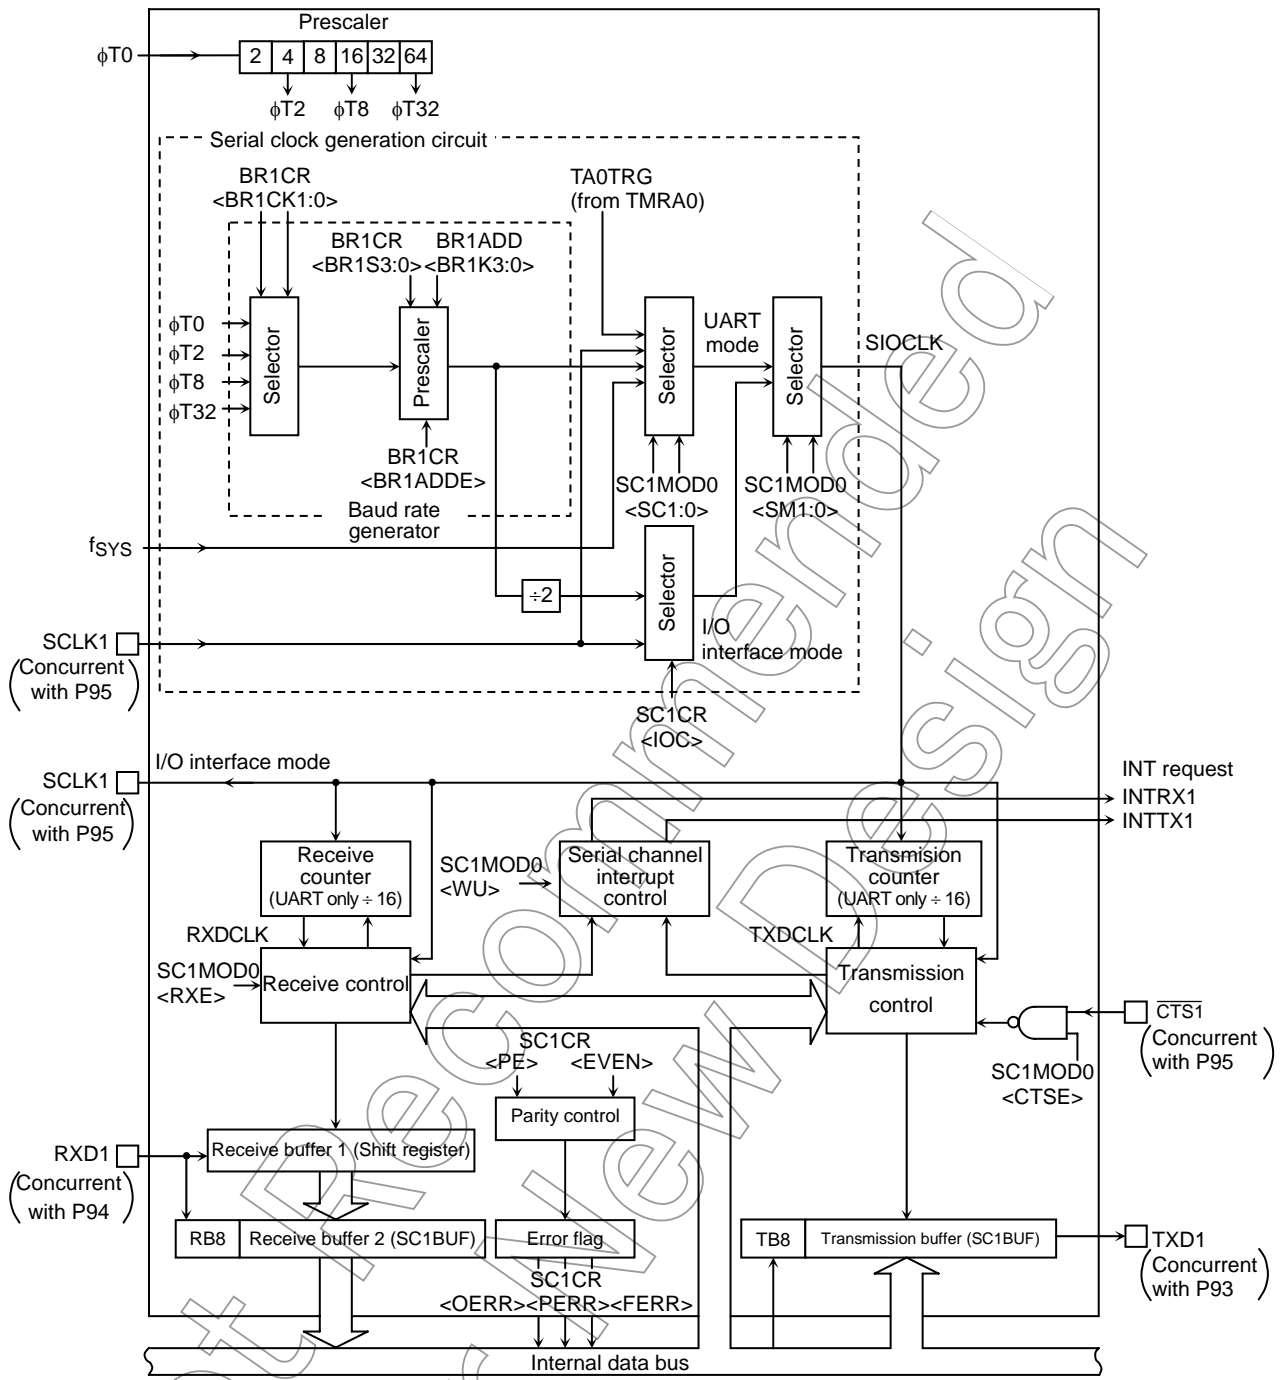 Prescaler
ϕT0
2 4 8 16 32 64
ϕT2 ϕT8 ϕT32
Serial clock generation circuit
BR1CR
<BR1CK1:0>
TA0TRG
(from TMRA0)
BR1CR
<BR1S3:0>
BR1ADD
<BR1K3:0>
ϕT0
ϕT2
ϕT8
ϕT32
Selector
Prescaler
BR1CR
<BR1ADDE>
Baud rate
generator
Selector
UART
mode
Selector
SIOCLK
SC1MOD0
<SC1:0>
SC1MOD0
<SM1:0>
fSYS
÷2
Selector
I/O
interface mode
SCLK1
(Concurrent
with P95)
SC1CR
<IOC>
I/O interface mode
SCLK1
(Concurrent
with P95)
INT request
INTRX1
INTTX1
Receive
counter
(UART only ÷ 16)
SC1MOD0
<WU>
Serial channel
interrupt
control
Transmision
counter
(UART only ÷ 16)
RXDCLK
TXDCLK
SC1MOD0
<RXE>
Receive control
Transmission
control
CTS1
(Concurrent
with P95)
SC1MOD0
<CTSE>
SC1CR
<PE> <EVEN>
Parity control
RXD1
(Concurrent
with P94)
Receive buffer 1 (Shift register)
RB8 Receive buffer 2 (SC1BUF)
Error flag
TB8 Transmission buffer (SC1BUF)
TXD1
(Concurrent
with P93)
SC1CR
<OERR><PERR><FERR>
Internal data bus
Not Recommended
for New Design